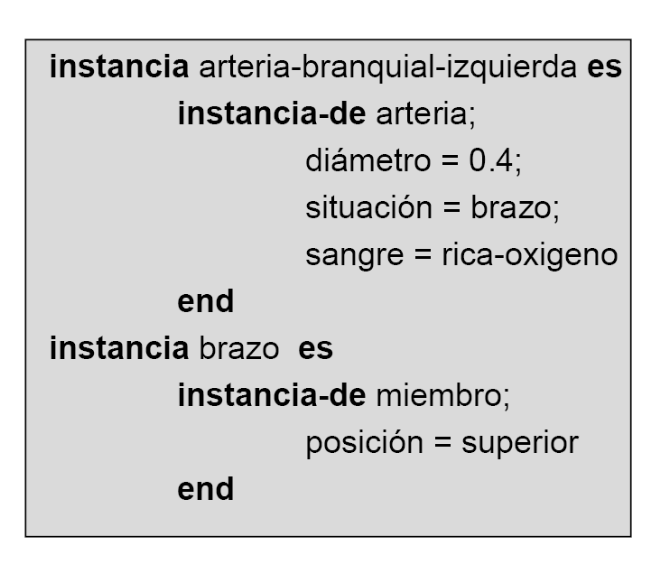 instancia arteria-branquial-izquierda es
instancia-de arteria;
diámetro = 0.4;
situación = brazo;
sangre = rica-oxigeno
end
instancia brazo es
instancia-de miembro;
posición = superior
end